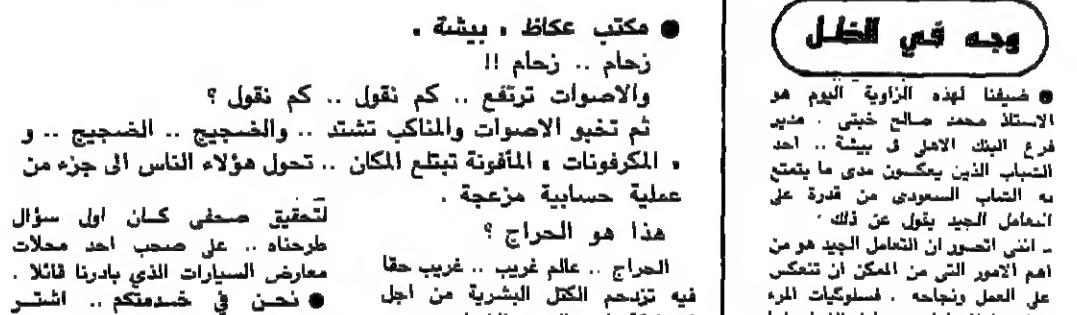 وجه في الظل
● ضيفنا لهذه الزاوية اليوم هو
الاستاذ محمد صالح خيتي . مدير
فرع البنك الاهلي في بيشة .. احد
الشباب الذين يعكسون مدى ما يتمتع
به الشاب السعودي من قدرة على
التعامل الجيد يقول عن ذلك .
ـ انني اتصور ان التعامل الجيد هو من
اهم الامور التي من الممكن ان تنعكس
على العمل ونجاحه . فسلوكيات المرء
● مكتب عكاظ « بيشة »
زحام .. زحام !!
والاصوات ترتفع .. كم نقول .. كم نقول ؟
ثم تخبو الاصوات والمناكب تشتد .. والضجيج .. الضجيج .. و
« المكرفونات » المأفونة تبتلع المكان .. تحول هؤلاء الناس الى جزء من
عملية حسابية مزعجة .
هذا هو الحراج ؟
الحراج .. عالم غريب .. غريب حقا
فيه تزدحم الكتل البشرية من اجل
لتحقيق صحفي كان اول سؤال
طرحناه .. على صحب احد محلات
معارض السيارات الذي بادرنا قائلا .
● نحن في خدمتكم .. اشتر